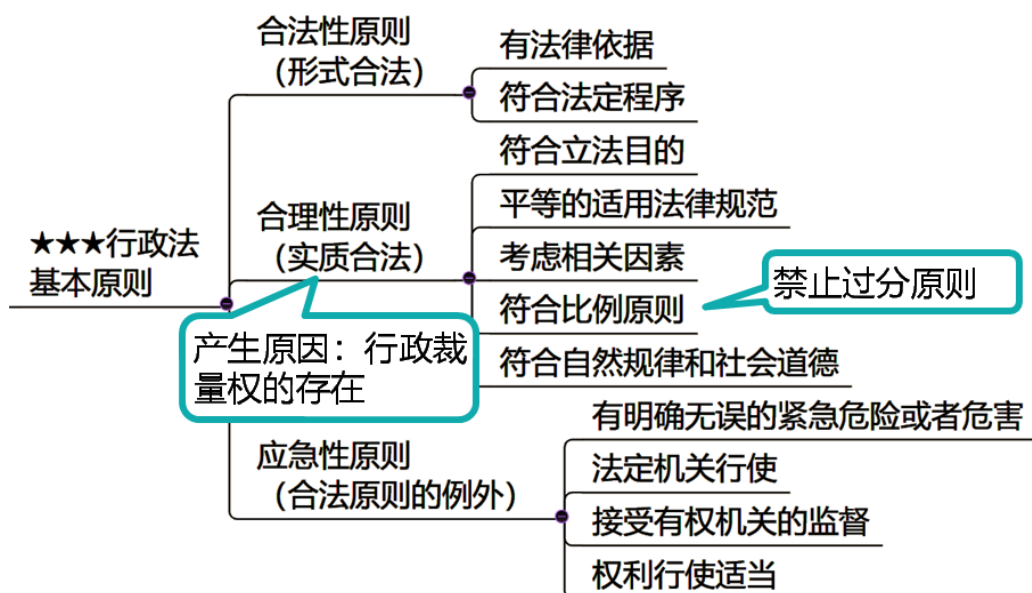 ★★★行政法
基本原则
合法性原则
（形式合法）
有法律依据
符合法定程序
合理性原则
（实质合法）
产生原因：行政裁
量权的存在
符合立法目的
平等的适用法律规范
考虑相关因素
符合比例原则
禁止过分原则
符合自然规律和社会道德
应急性原则
（合法原则的例外）
有明确无误的紧急危险或者危害
法定机关行使
接受有权机关的监督
权利行使适当